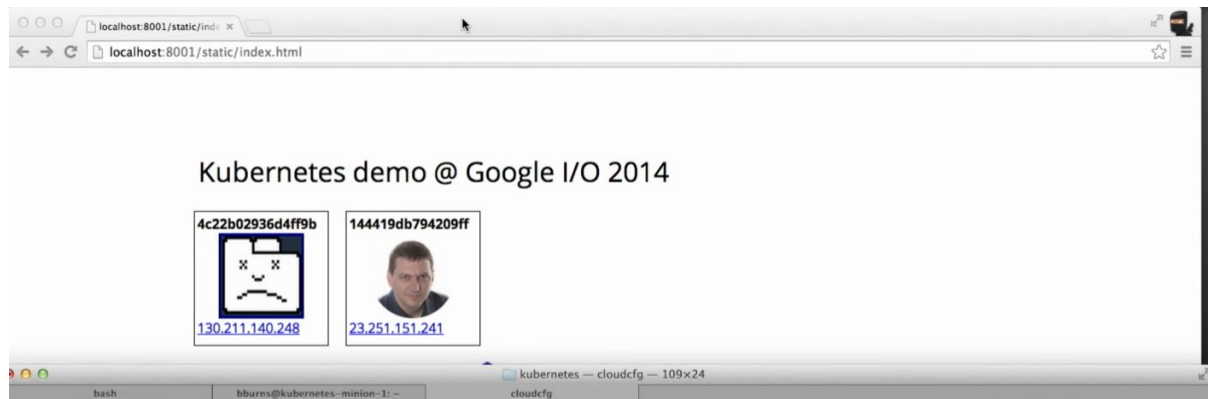 localhost:8001/static/inde
localhost:8001/static/index.html
Kubernetes demo @ Google I/O 2014
4c22b02936d4ff9b
144419db794209ff
130.211.140.248
23.251.151.241
kubernetes — cloudcfg — 109×24
bash
bburns@kubernetes-minion-1: ~
cloudcfg